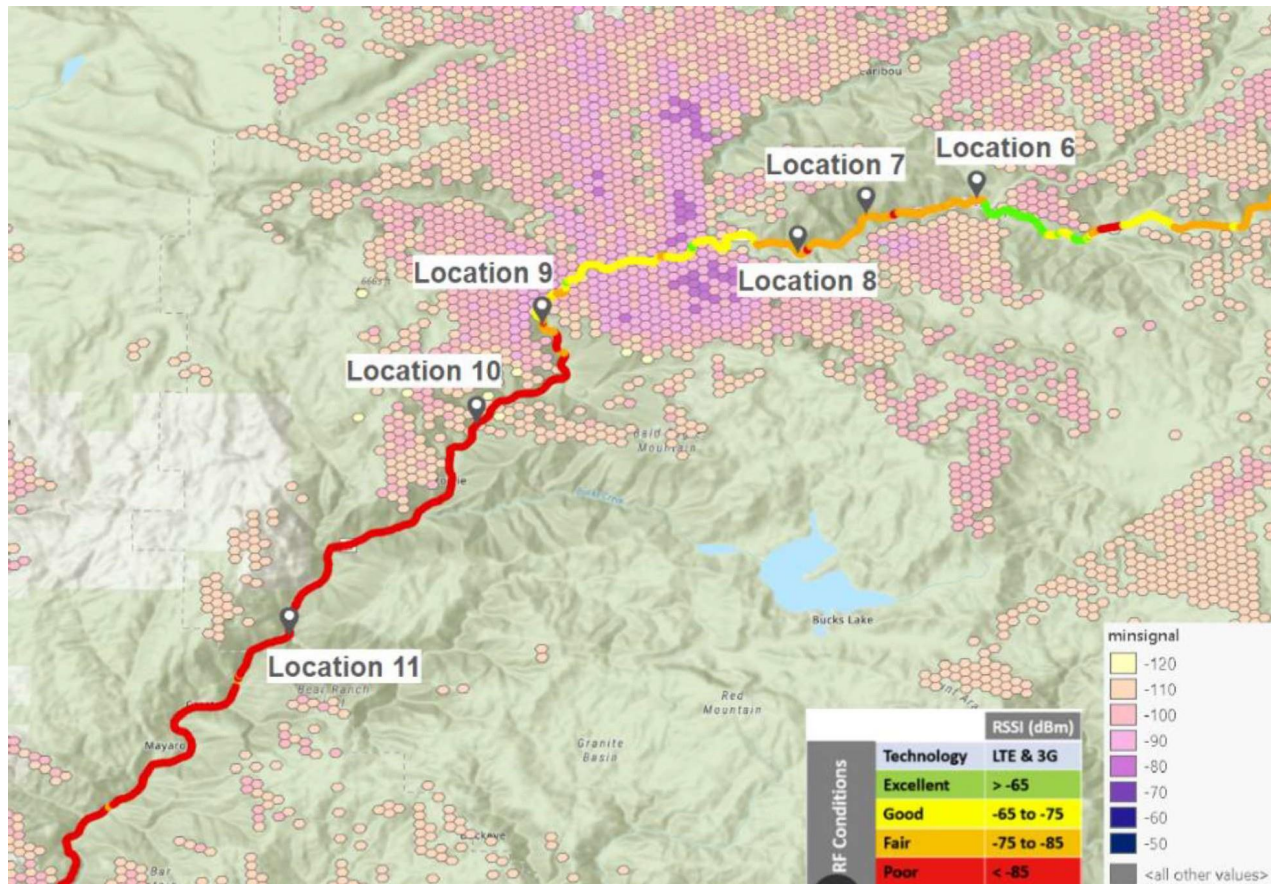 Caribou
Location 6
Location 7
Location 8
Location 9
Location 10
Bald
Mountain
Location 11
Bucks Lake
Red
Mountain
Granite
Basin
Mayaro
Bear Ranch
Bar
minsignal
-120
-110
-100
-90
-80
-70
-60
-50
<all other values>
RF Conditions
RSSI (dBm)
Technology LTE & 3G
Excellent > -65
Good -65 to -75
Fair -75 to -85
Poor < -85